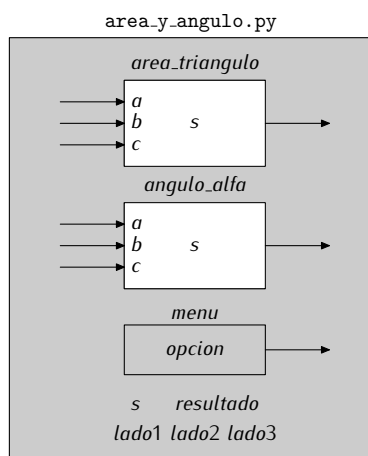 area_y_angulo.py
area_triangulo
a
b s
c
angulo_alfa
a
b s
c
menu
opcion
s resultado
lado1 lado2 lado3